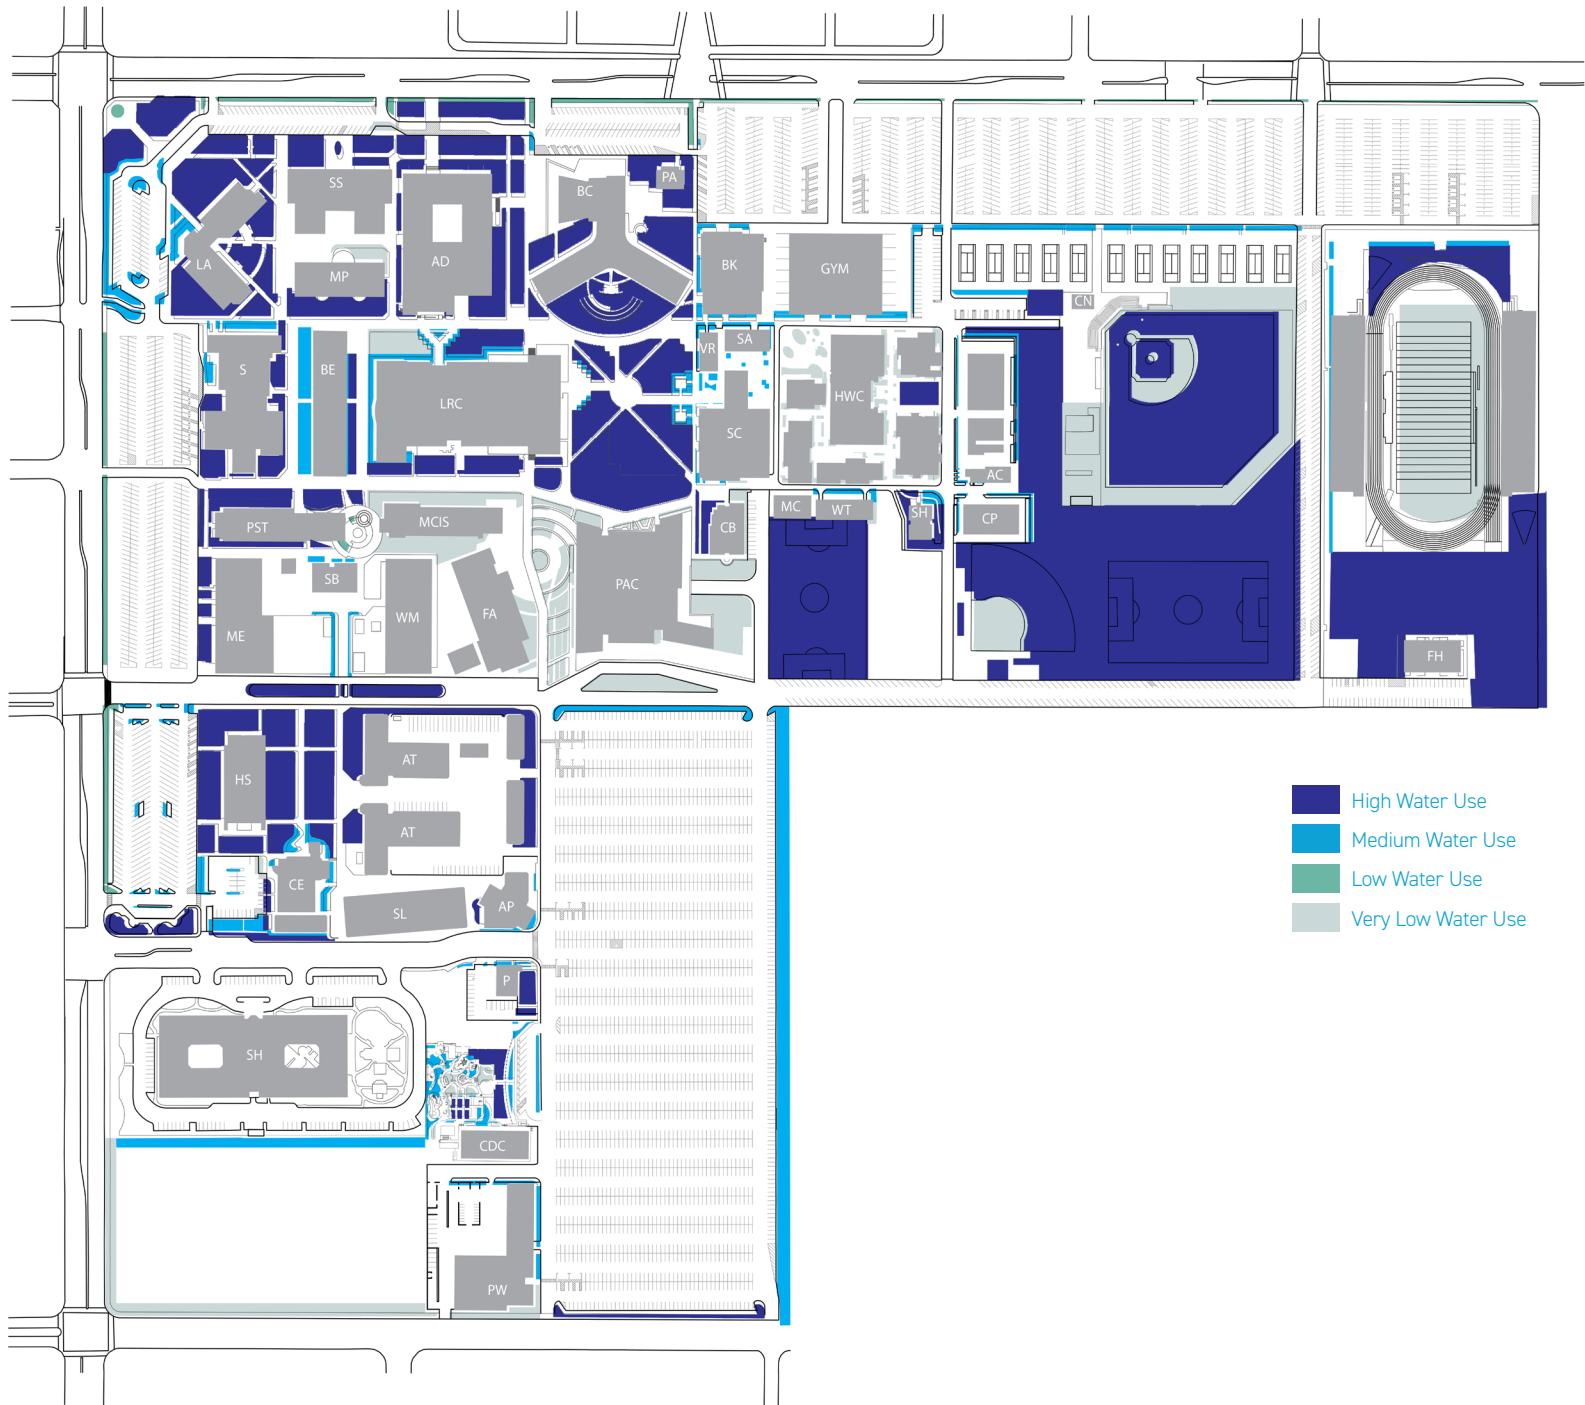 PA
SS
BC
LA
AD
MP
BK
GYM
CN
VR
SA
S
BE
LRC
HWC
SC
AC
MC
WT
SH
CP
PST
MCIS
CB
SB
PAC
ME
WM
FA
FH
HS
AT
AT
CE
SL
AP
P
SH
CDC
PW
High Water Use
Medium Water Use
Low Water Use
Very Low Water Use